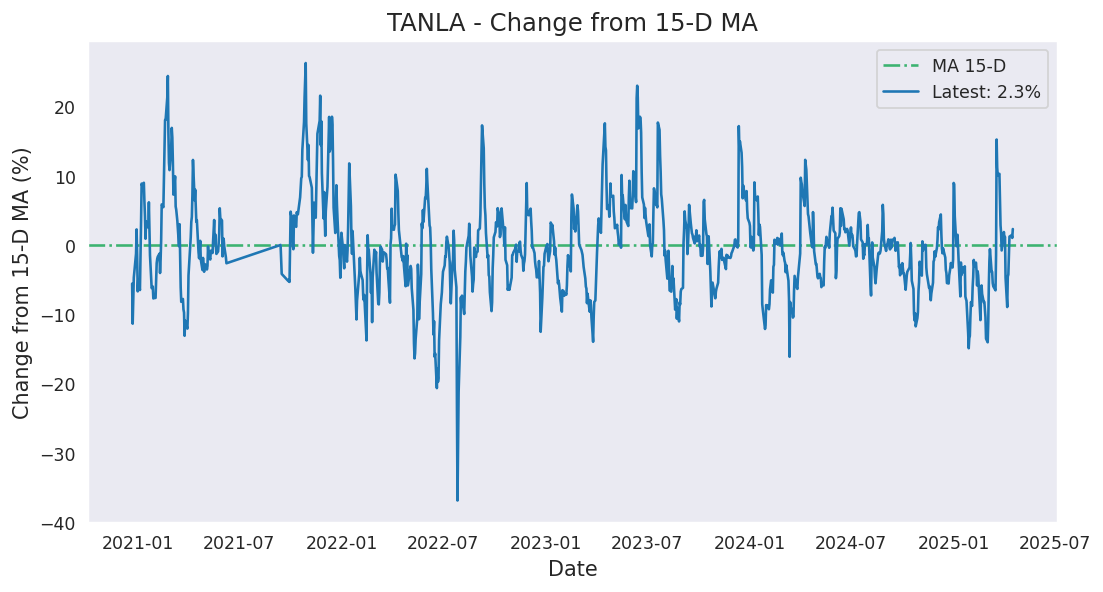 TANLA - Change from 15-D MA
MA 15-D
Latest: 2.3%
Change from 15-D MA (%)
20
10
0
−10
−20
−30
−40
2021-01 2021-07 2022-01 2022-07 2023-01 2023-07 2024-01 2024-07 2025-01 2025-07
Date